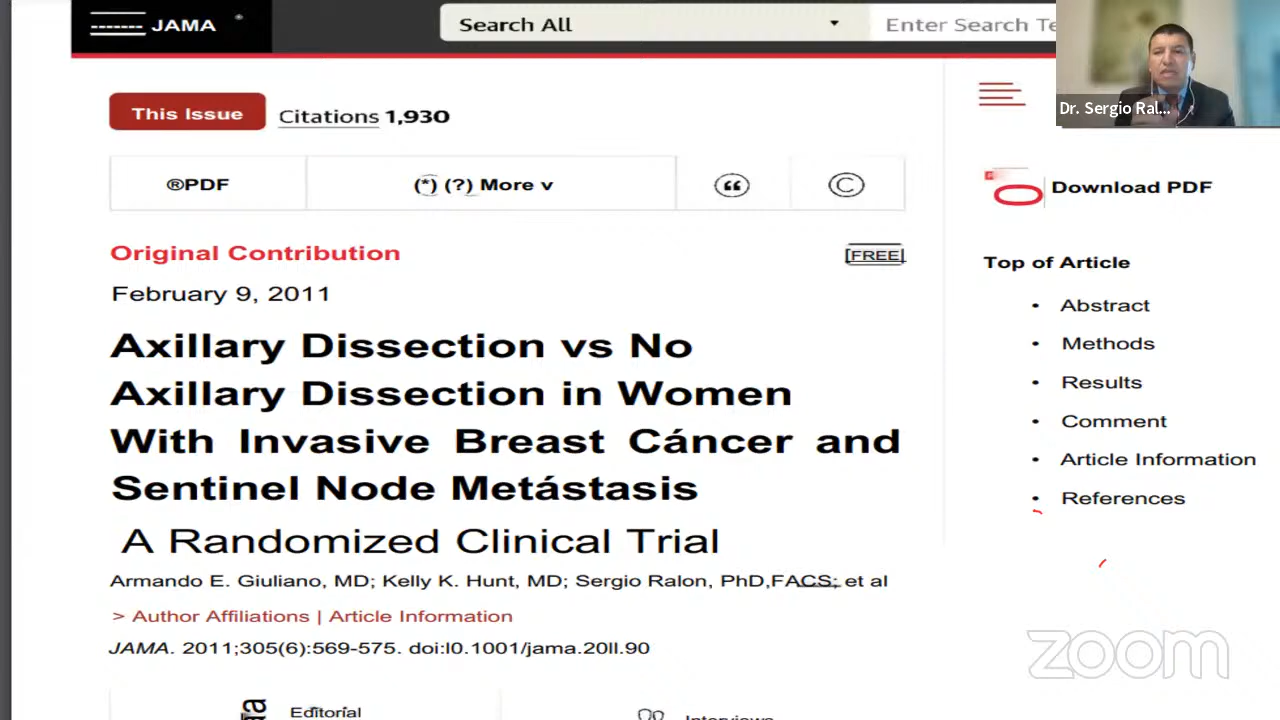 JAMA
Search All
Enter Search Te
Dr. Sergio Ral...
This Issue
Citations 1,930
®PDF
(*) (?) More v
Download PDF
Original Contribution
[FREE]
February 9, 2011
Top of Article
• Abstract
• Methods
• Results
• Comment
• Article Information
• References
Axillary Dissection vs No
Axillary Dissection in Women
With Invasive Breast Cáncer and
Sentinel Node Metástasis
A Randomized Clinical Trial
Armando E. Giuliano, MD; Kelly K. Hunt, MD; Sergio Ralon, PhD,FACS; et al
> Author Affiliations | Article Information
JAMA. 2011;305(6):569-575. doi:l0.1001/jama.20ll.90
Editorial
Interviews
zoom